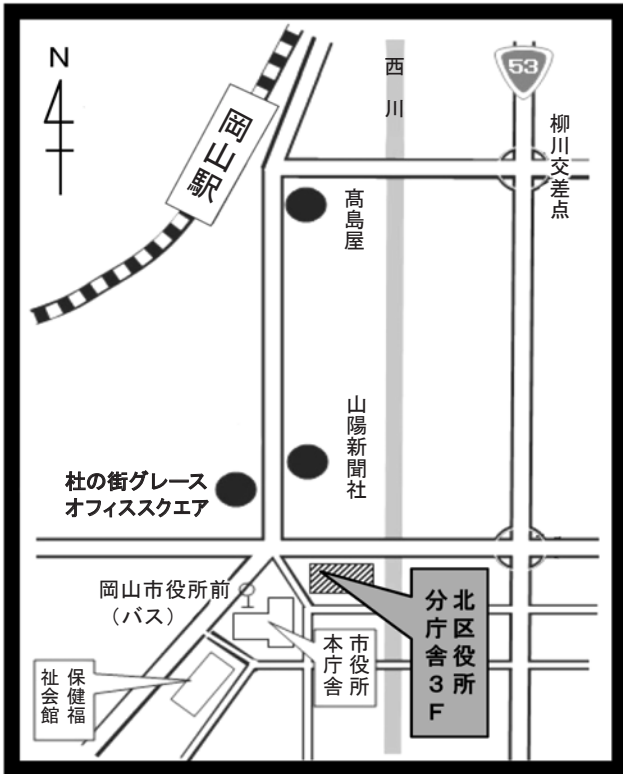 N
岡山駅
西川
53
柳川交差点
髙島屋
山陽新聞社
杜の街グレース
オフィススクエア
岡山市役所前
（バス）
市役所
本庁舎
北区役所
分庁舎３Ｆ
保健福
祉会館